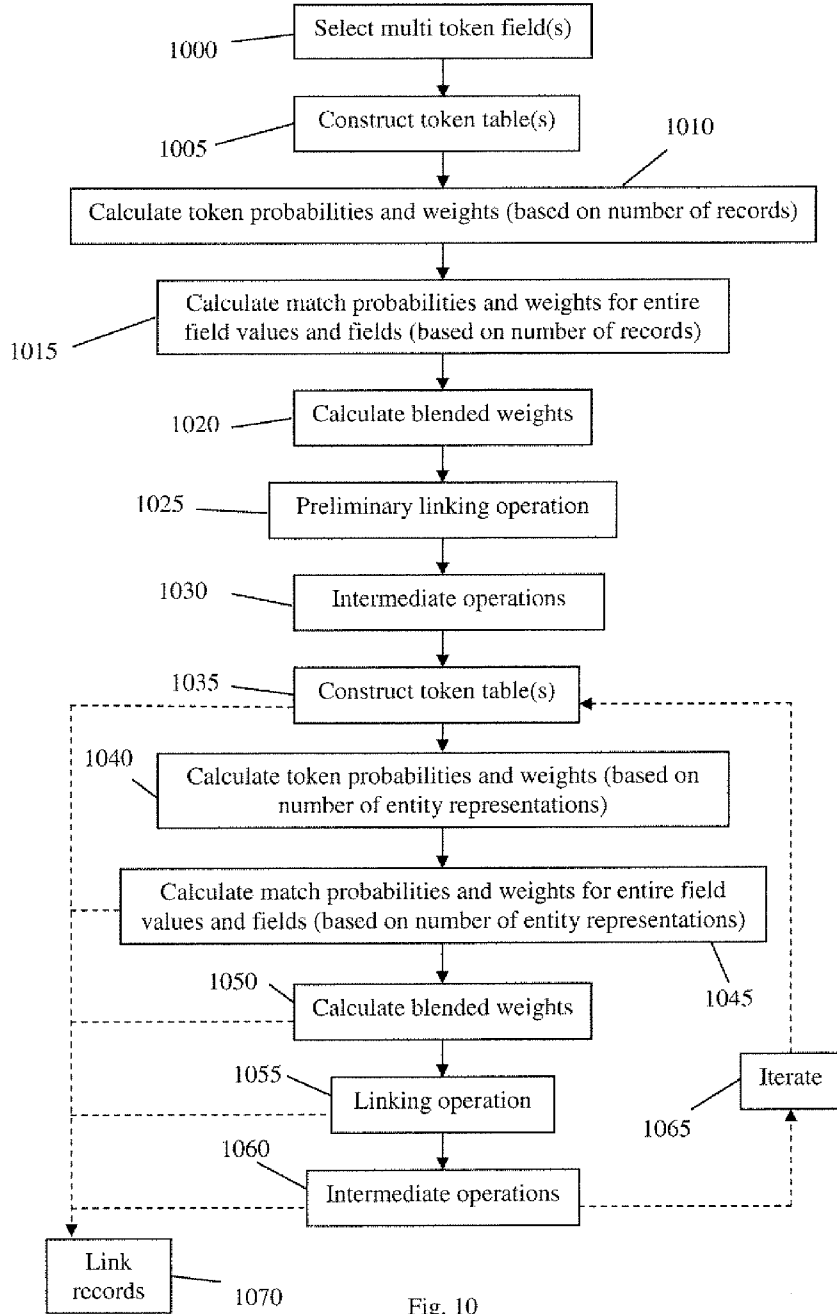 Select multi token field(s)
1000
Construct token table(s)
1005
1010
Calculate token probabilities and weights (based on number of records)
Calculate match probabilities and weights for entire
field values and fields (based on number of records)
1015
Calculate blended weights
1020
Preliminary linking operation
1025
Intermediate operations
1030
Construct token table(s)
1035
1040
Calculate token probabilities and weights (based on
number of entity representations)
Calculate match probabilities and weights for entire field
values and fields (based on number of entity representations)
1045
1050
Calculate blended weights
1055
Linking operation
Iterate
1065
1060
Intermediate operations
Link
records
1070
Fig. 10